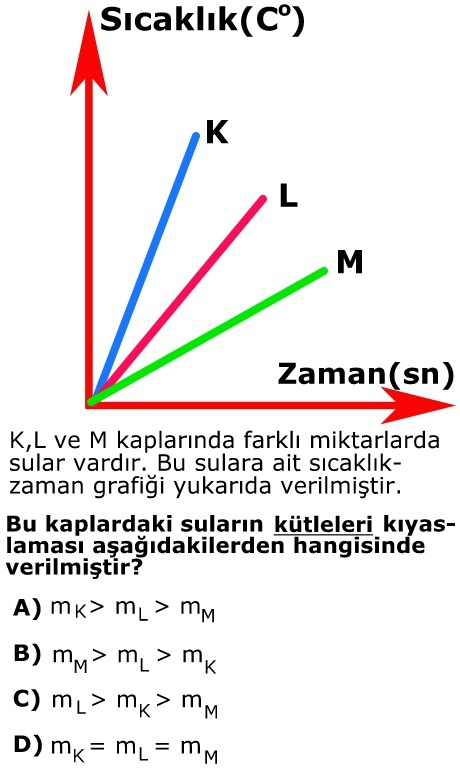 Sıcaklık(Cº)
K
L
M
Zaman(sn)
K,L ve M kaplarında farklı miktarlarda
sular vardır. Bu sulara ait sıcaklık-
zaman grafiği yukarıda verilmiştir.
Bu kaplardaki suların kütleleri kıyas-
laması aşağıdakilerden hangisinde
verilmiştir?
A) mK > mL > mM
B) mM > mL > mK
C) mL > mK > mM
D) mK = mL = mM